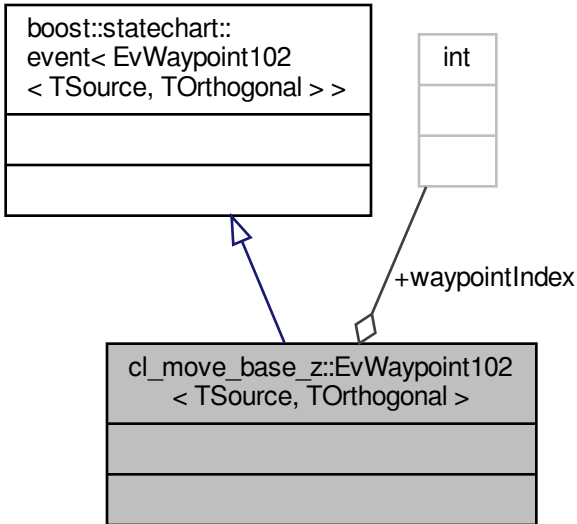 boost::statechart::
event< EvWaypoint102
< TSource, TOrthogonal > >
int
+waypointIndex
cl_move_base_z::EvWaypoint102
< TSource, TOrthogonal >